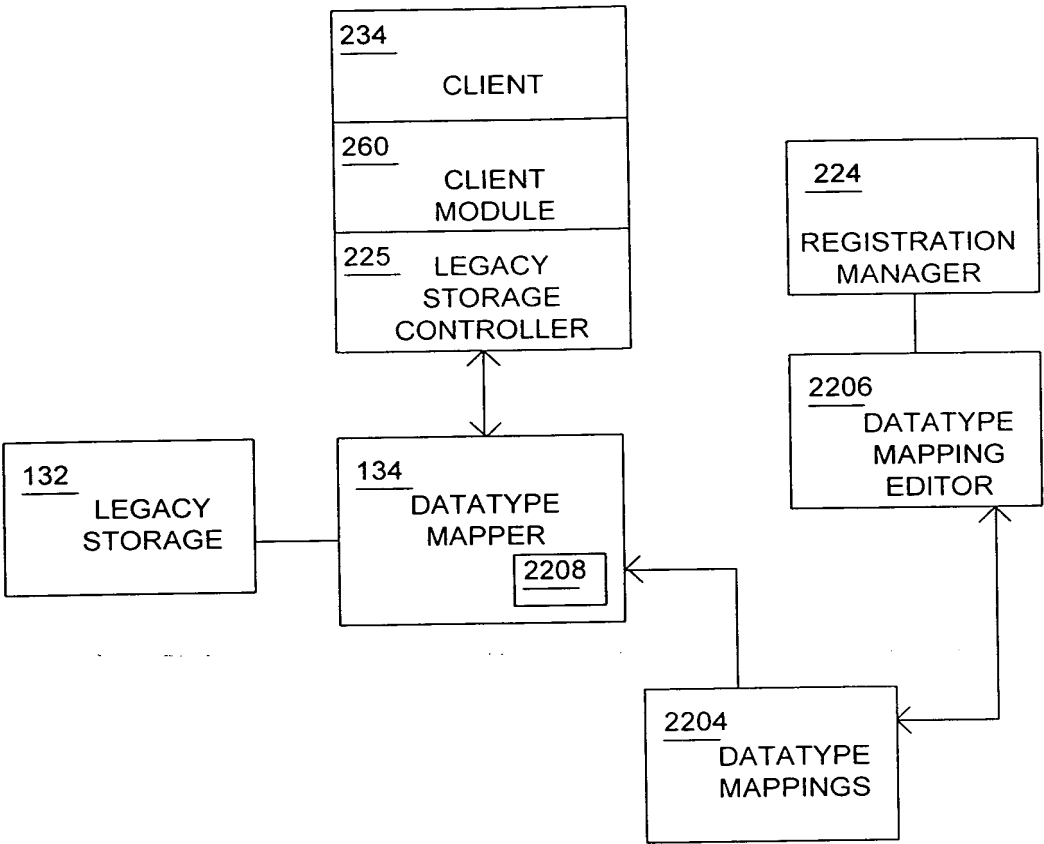 234
CLIENT
260
CLIENT
MODULE
225
LEGACY
STORAGE
CONTROLLER
224
REGISTRATION
MANAGER
2206
DATATYPE
MAPPING
EDITOR
132
LEGACY
STORAGE
134
DATATYPE
MAPPER
2208
2204
DATATYPE
MAPPINGS